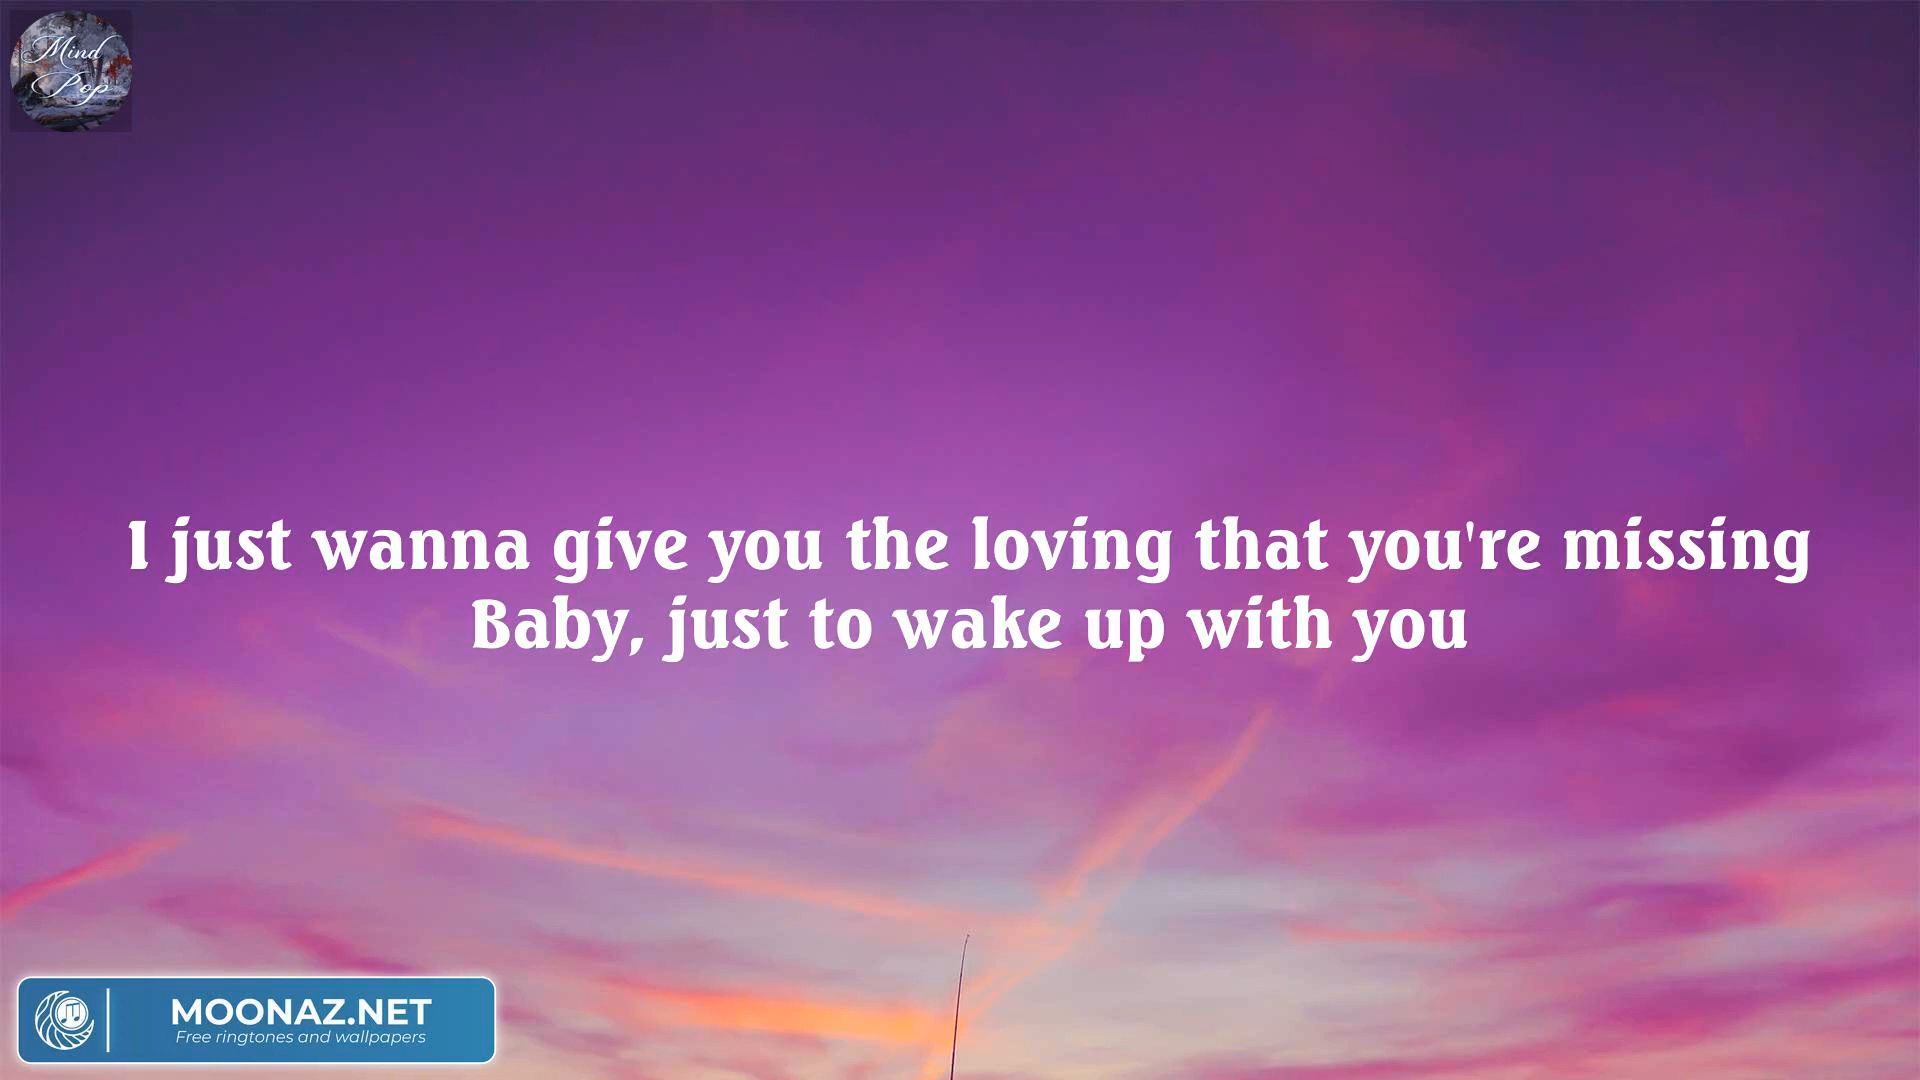 Mind
Pop
I just wanna give you the loving that you're missing
Baby, just to wake up with you
MOONAZ.NET
Free ringtones and wallpapers